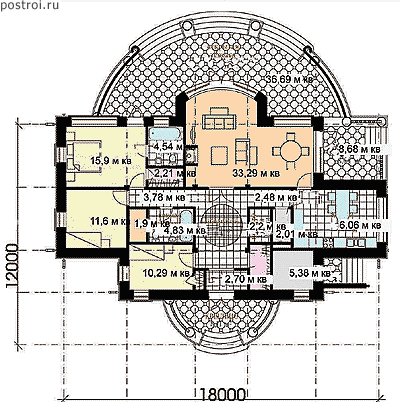 postroi.ru
35,69 м кв
4,54 м
8,68 м кв
15,9 м кв
2,21 м кв
33,29 м кв
3,78 м кв
2,48 м кв
11,6 м кв
1,9 м кв
4,83 м кв
2,2 м кв
2,01 м кв
6,06 м кв
10,29 м кв
2,70 м кв
5,38 м кв
12000
18000